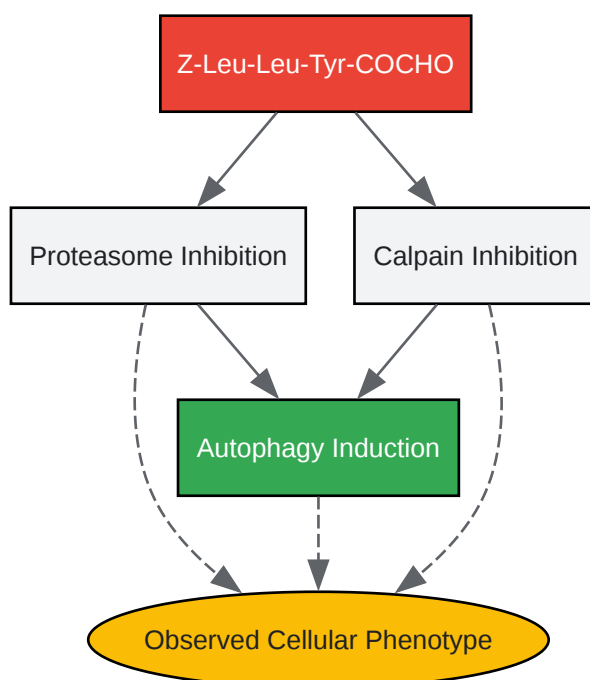 Z-Leu-Leu-Tyr-COCHO
Proteasome Inhibition
Calpain Inhibition
Autophagy Induction
Observed Cellular Phenotype